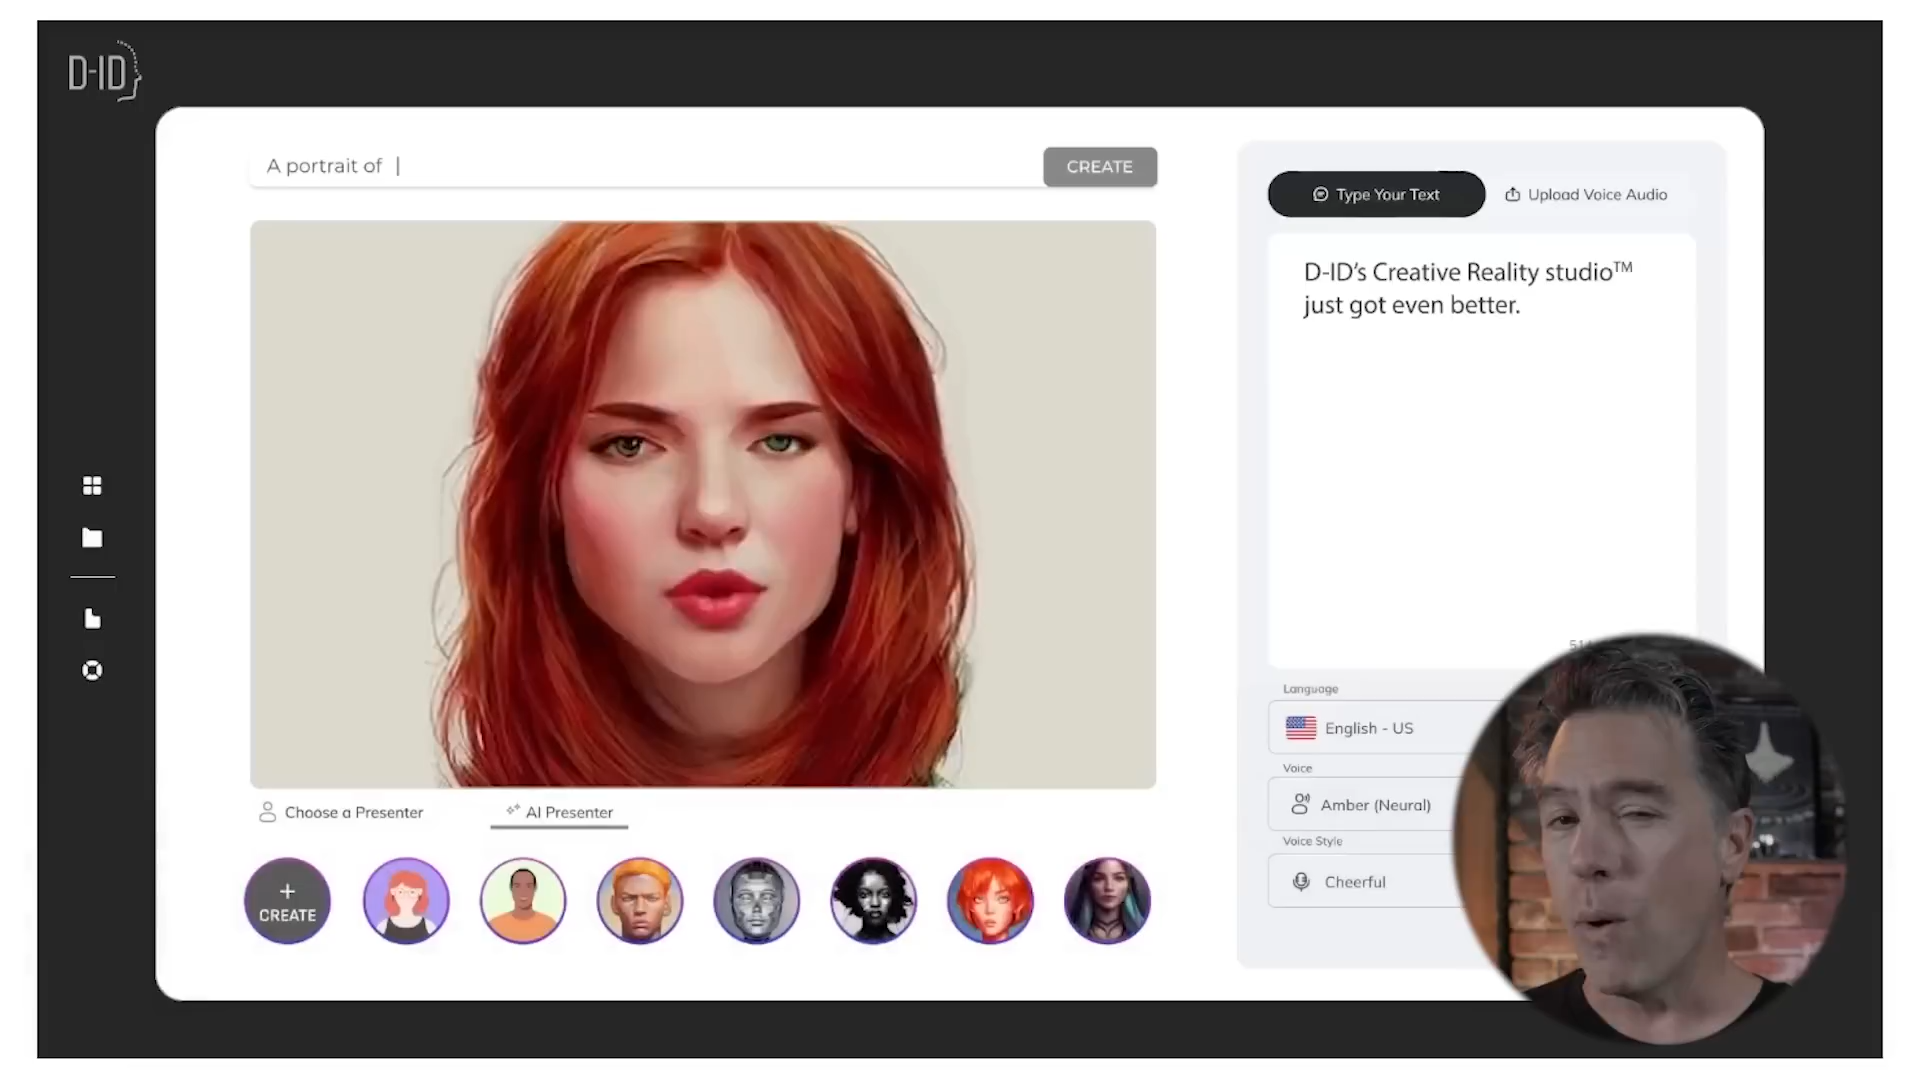 D-ID
A portrait of
CREATE
Type Your Text
Upload Voice Audio
D-ID's Creative Reality studio™
just got even better.
Language
English - US
Voice
Amber (Neural)
Voice Style
Cheerful
Choose a Presenter
AI Presenter
+
CREATE